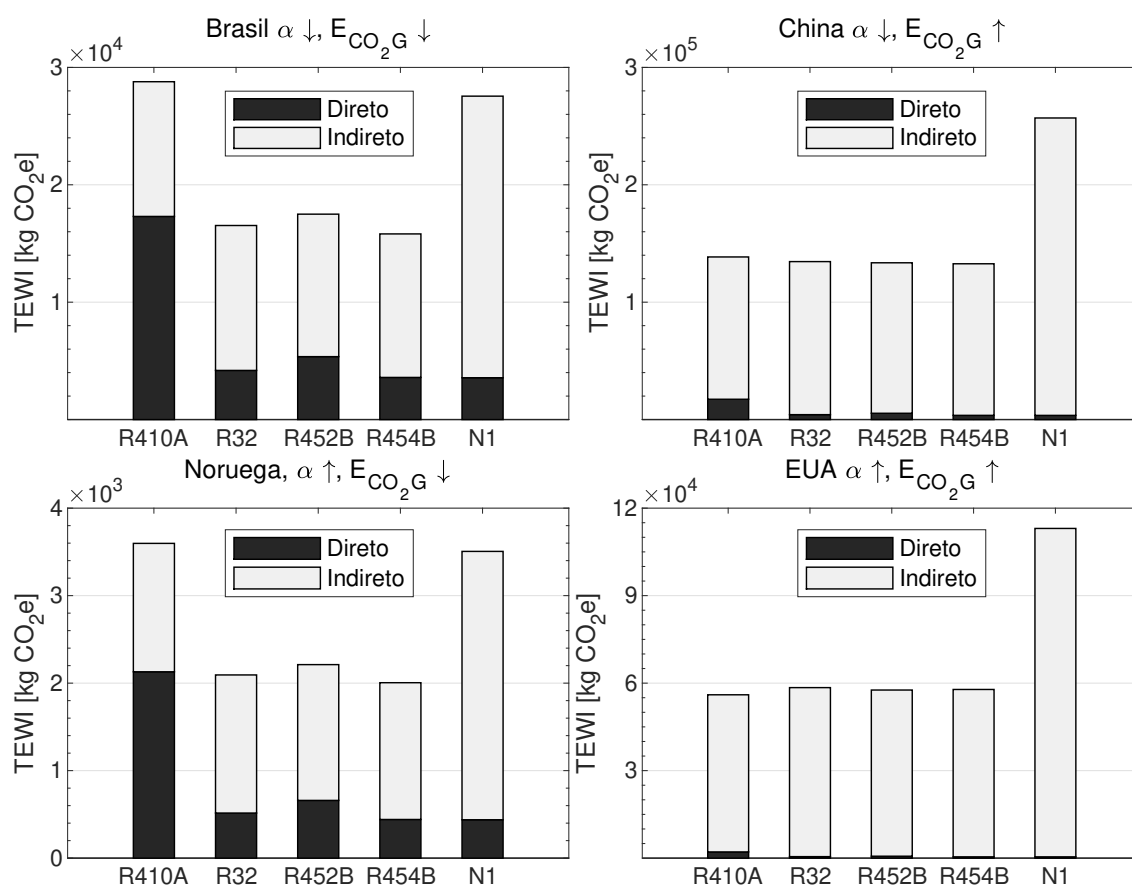 Brasil α ↓, E_CO₂G ↓
×10⁴
3
2
1
TEWI [kg CO₂e]
Direto
Indireto
R410A R32 R452B R454B N1
China α ↓, E_CO₂G ↑
×10⁵
3
2
1
TEWI [kg CO₂e]
Direto
Indireto
R410A R32 R452B R454B N1
Noruega, α ↑, E_CO₂G ↓
×10³
4
3
2
1
0
TEWI [kg CO₂e]
Direto
Indireto
R410A R32 R452B R454B N1
EUA α ↑, E_CO₂G ↑
×10⁴
12
9
6
3
TEWI [kg CO₂e]
Direto
Indireto
R410A R32 R452B R454B N1